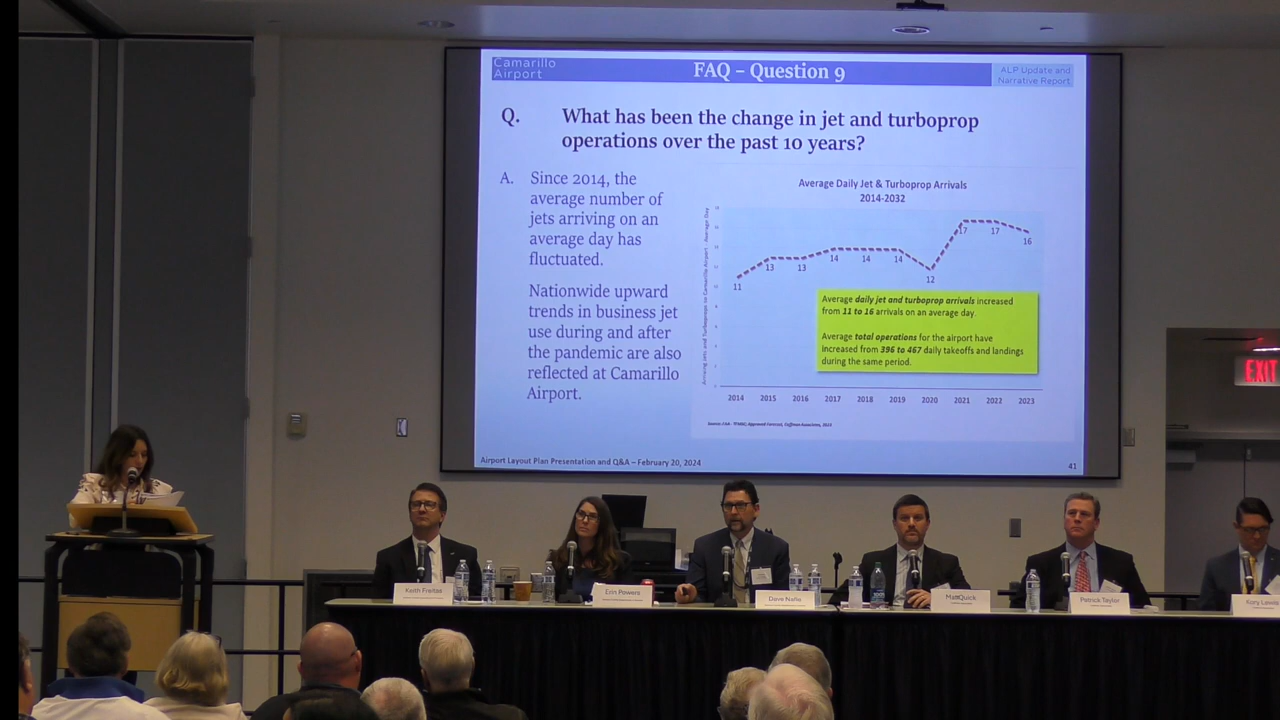 Camarillo
Airport
FAQ – Question 9
ALP Update and
Narrative Report
Q. What has been the change in jet and turboprop
operations over the past 10 years?
A. Since 2014, the
average number of
jets arriving on an
average day has
fluctuated.
Nationwide upward
trends in business jet
use during and after
the pandemic are also
reflected at Camarillo
Airport.
Average Daily Jet & Turboprop Arrivals
2014-2032
11
13
13
14
14
14
12
17
17
16
Average daily jet and turboprop arrivals increased
from 11 to 16 arrivals on an average day.
Average total operations for the airport have
increased from 396 to 467 daily takeoffs and landings
during the same period.
2014 2015 2016 2017 2018 2019 2020 2021 2022 2023
Airport Layout Plan Presentation and Q&A – February 20, 2024
41
EXIT
Keith Freitas
Erin Powers
Dave Nafie
Matt Quick
Patrick Taylor
Kory Lewis